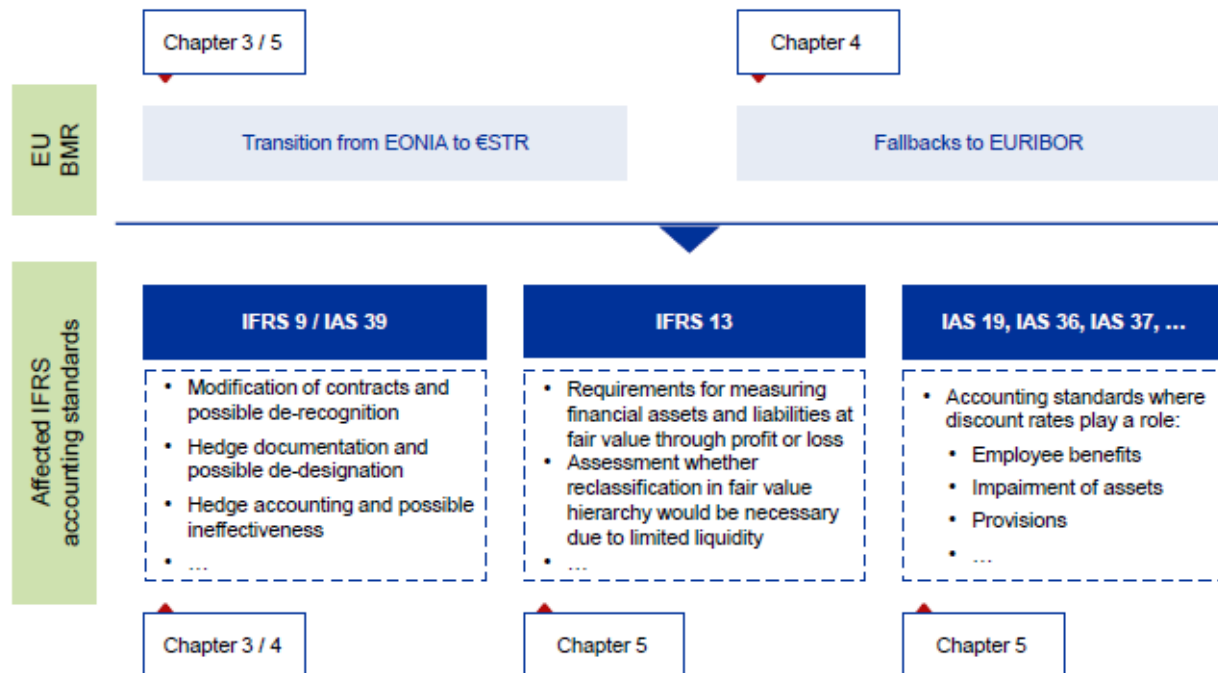 Chapter 3 / 5
Chapter 4
EU
BMR
Transition from EONIA to €STR
Fallbacks to EURIBOR
Affected IFRS
accounting standards
IFRS 9 / IAS 39
• Modification of contracts and
possible de-recognition
• Hedge documentation and
possible de-designation
• Hedge accounting and possible
ineffectiveness
• …
IFRS 13
• Requirements for measuring
financial assets and liabilities at
fair value through profit or loss
• Assessment whether
reclassification in fair value
hierarchy would be necessary
due to limited liquidity
• …
IAS 19, IAS 36, IAS 37, …
• Accounting standards where
discount rates play a role:
• Employee benefits
• Impairment of assets
• Provisions
• …
Chapter 3 / 4
Chapter 5
Chapter 5